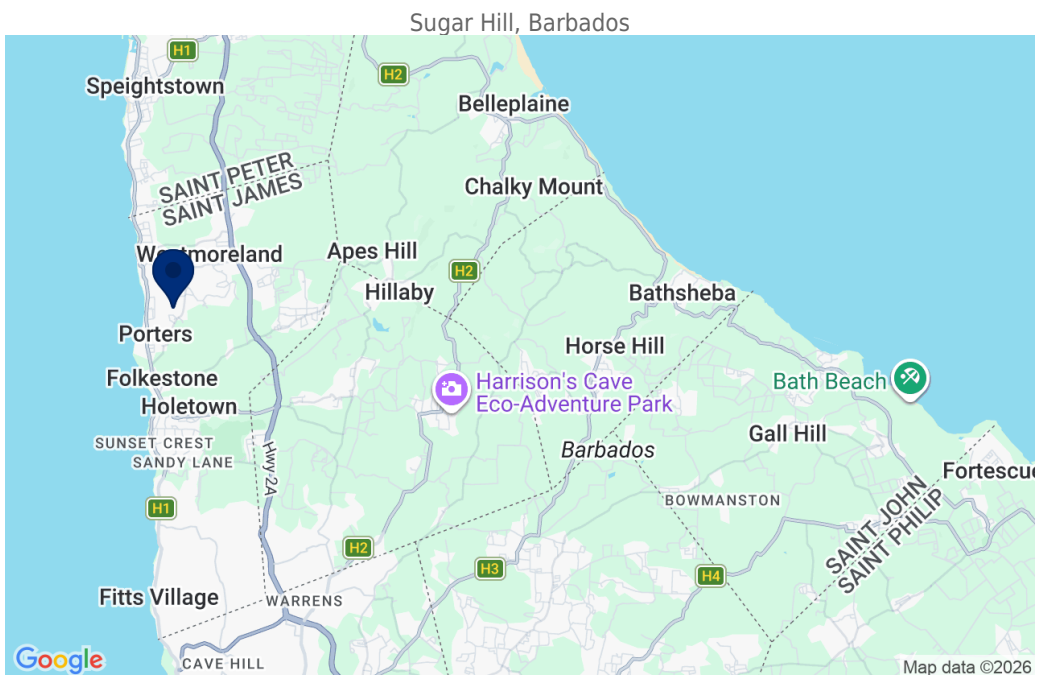 Sugar Hill, Barbados
H1
Speightstown
H2
Belleplaine
SAINT PETER
SAINT JAMES
Chalky Mount
Westmoreland
Apes Hill
H2
Hillaby
Bathsheba
Porters
Horse Hill
Folkestone
Holetown
Harrison's Cave
Eco-Adventure Park
Bath Beach
SUNSET CREST
SANDY LANE
Hwy 2A
Gall Hill
Barbados
Fortescue
BOWMANSTON
H1
SAINT JOHN
SAINT PHILIP
H2
H3
H4
Fitts Village
WARRENS
CAVE HILL
Google
Map data ©2026